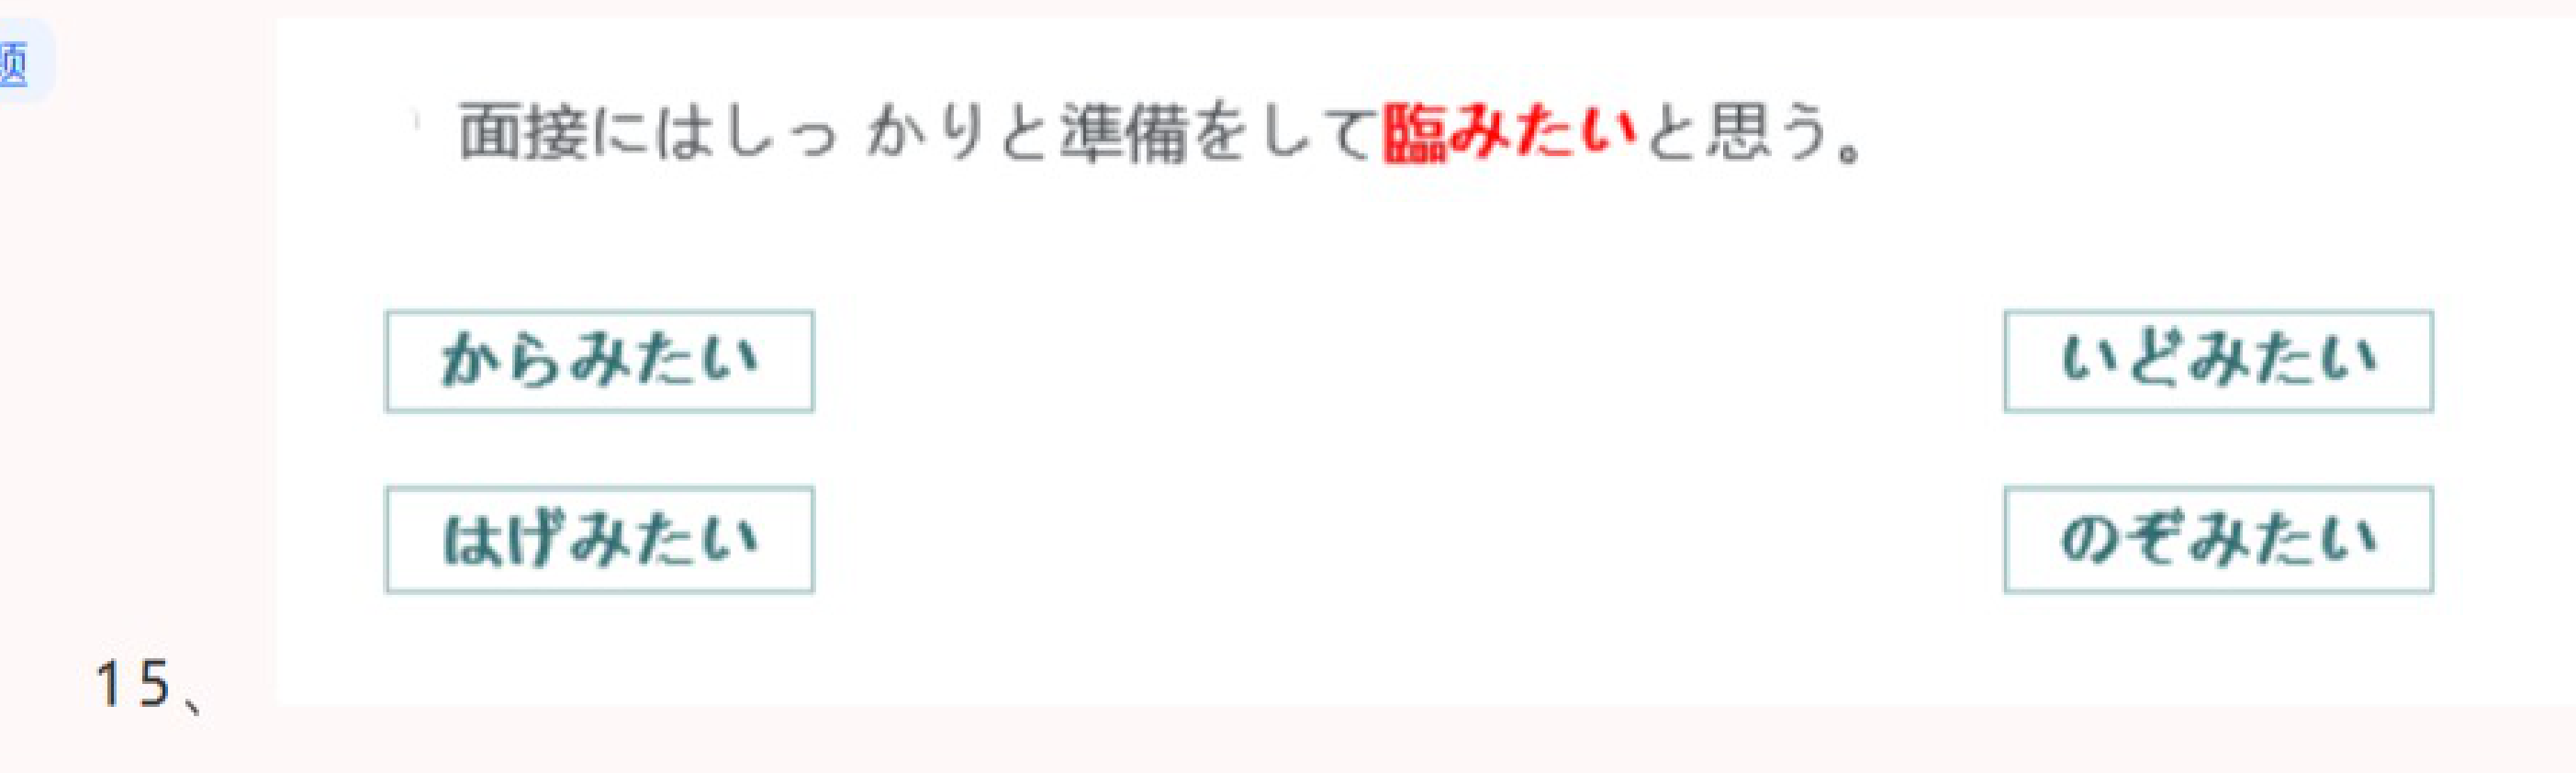 题
面接にはしっ かりと準備をして臨みたいと思う。
からみたい
いどみたい
はげみたい
のぞみたい
15、